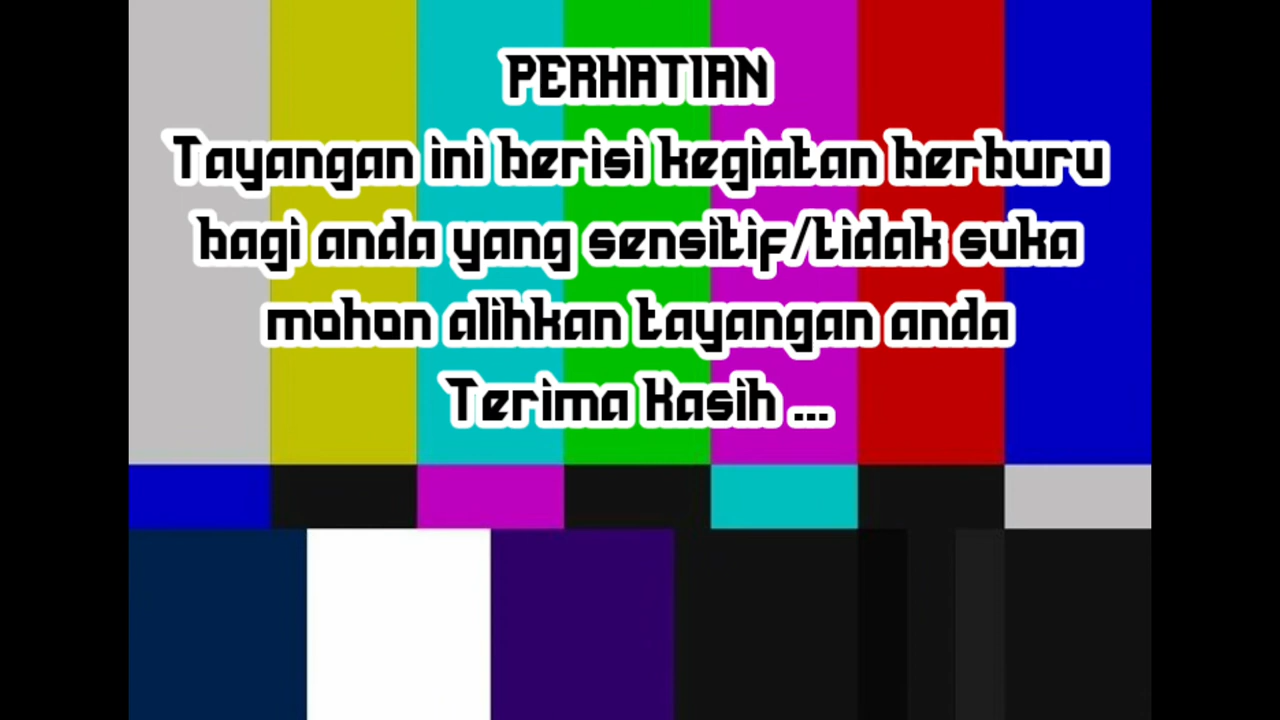 PERHATIAN
Tayangan ini berisi kegiatan berburu
bagi anda yang sensitif/tidak suka
mohon alihkan tayangan anda
Terima Kasih ...